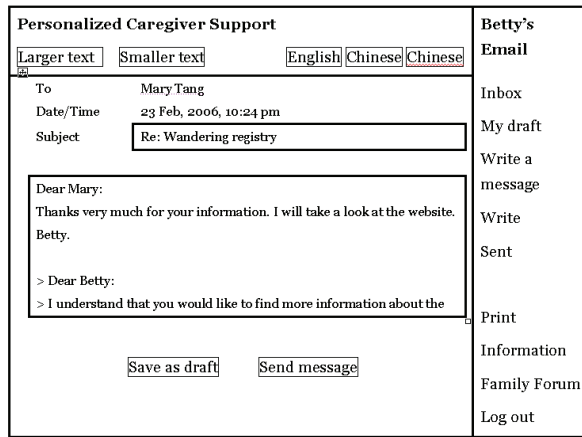 Personalized Caregiver Support
Larger text Smaller text English Chinese Chinese
To Mary Tang
Date/Time 23 Feb, 2006, 10:24 pm
Subject Re: Wandering registry
Dear Mary:
Thanks very much for your information. I will take a look at the website.
Betty.
> Dear Betty:
> I understand that you would like to find more information about the
Save as draft Send message
Betty's
Email
Inbox
My draft
Write a
message
Write
Sent
Print
Information
Family Forum
Log out